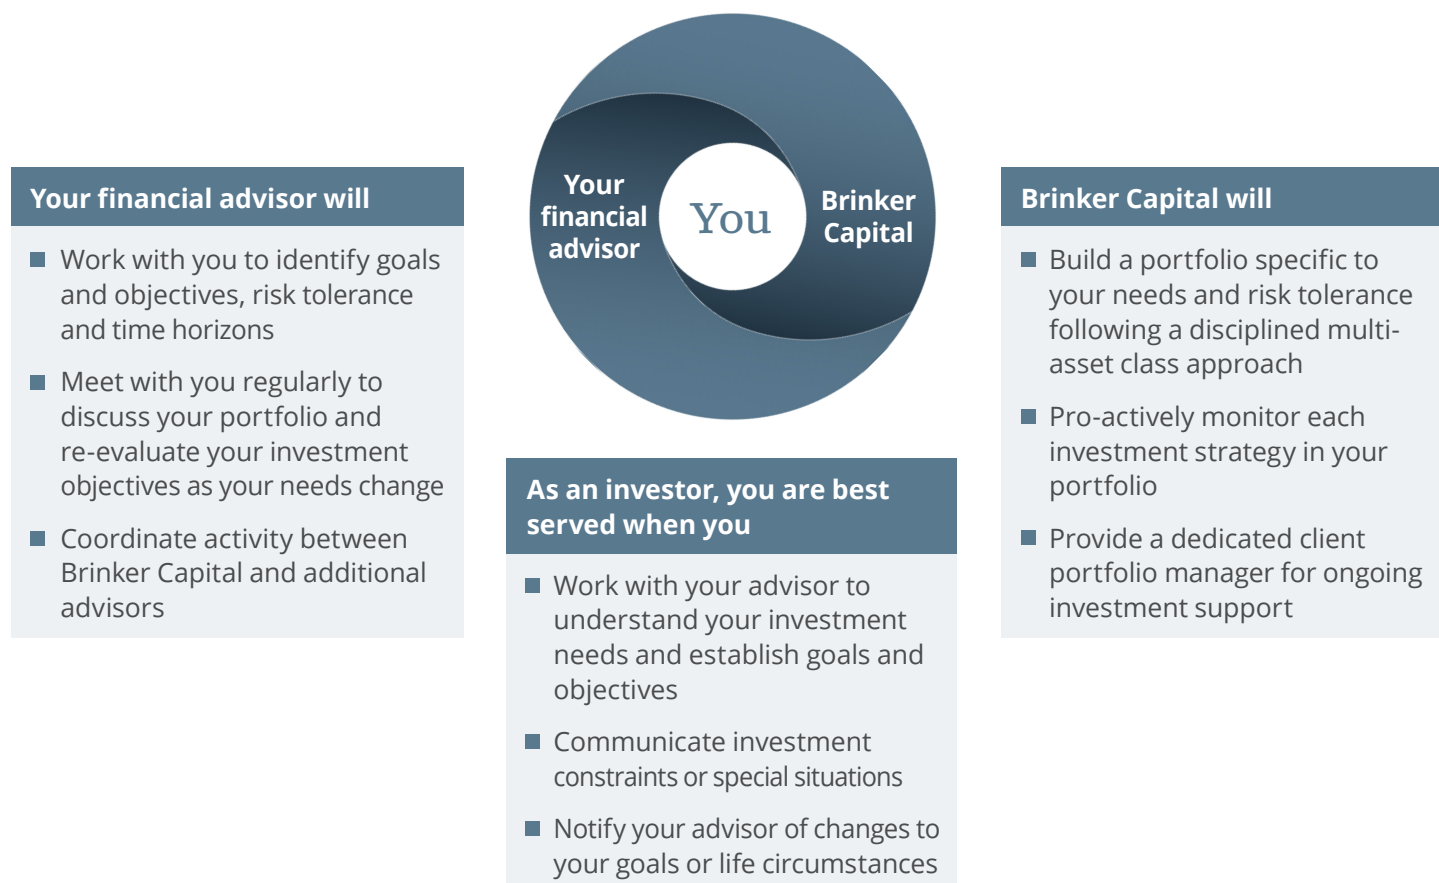 Your
financial
advisor
You
Brinker
Capital
Your financial advisor will
Work with you to identify goals
and objectives, risk tolerance
and time horizons
Meet with you regularly to
discuss your portfolio and
re-evaluate your investment
objectives as your needs change
Coordinate activity between
Brinker Capital and additional
advisors
As an investor, you are best
served when you
Work with your advisor to
understand your investment
needs and establish goals and
objectives
Communicate investment
constraints or special situations
Notify your advisor of changes to
your goals or life circumstances
Brinker Capital will
Build a portfolio specific to
your needs and risk tolerance
following a disciplined multi-
asset class approach
Pro-actively monitor each
investment strategy in your
portfolio
Provide a dedicated client
portfolio manager for ongoing
investment support